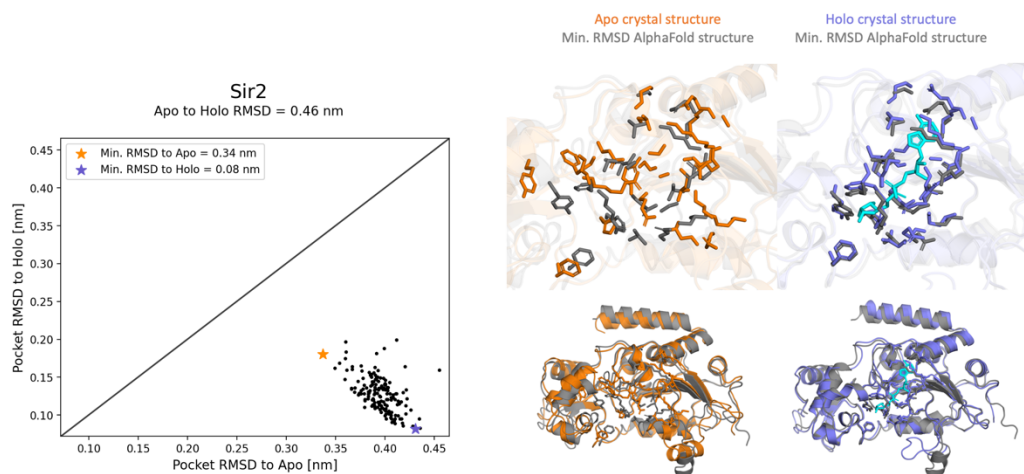 Sir2
Apo to Holo RMSD = 0.46 nm
Min. RMSD to Apo = 0.34 nm
Min. RMSD to Holo = 0.08 nm
Pocket RMSD to Holo [nm]
0.45
0.40
0.35
0.30
0.25
0.20
0.15
0.10
0.10
0.15
0.20
0.25
0.30
0.35
0.40
0.45
Pocket RMSD to Apo [nm]
Apo crystal structure
Min. RMSD AlphaFold structure
Holo crystal structure
Min. RMSD AlphaFold structure